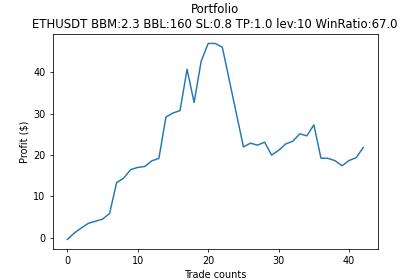 Portfolio
ETHUSDT BBM:2.3 BBL:160 SL:0.8 TP:1.0 lev:10 WinRatio:67.0
Profit ($)
40
30
20
10
0
0
10
20
30
40
Trade counts